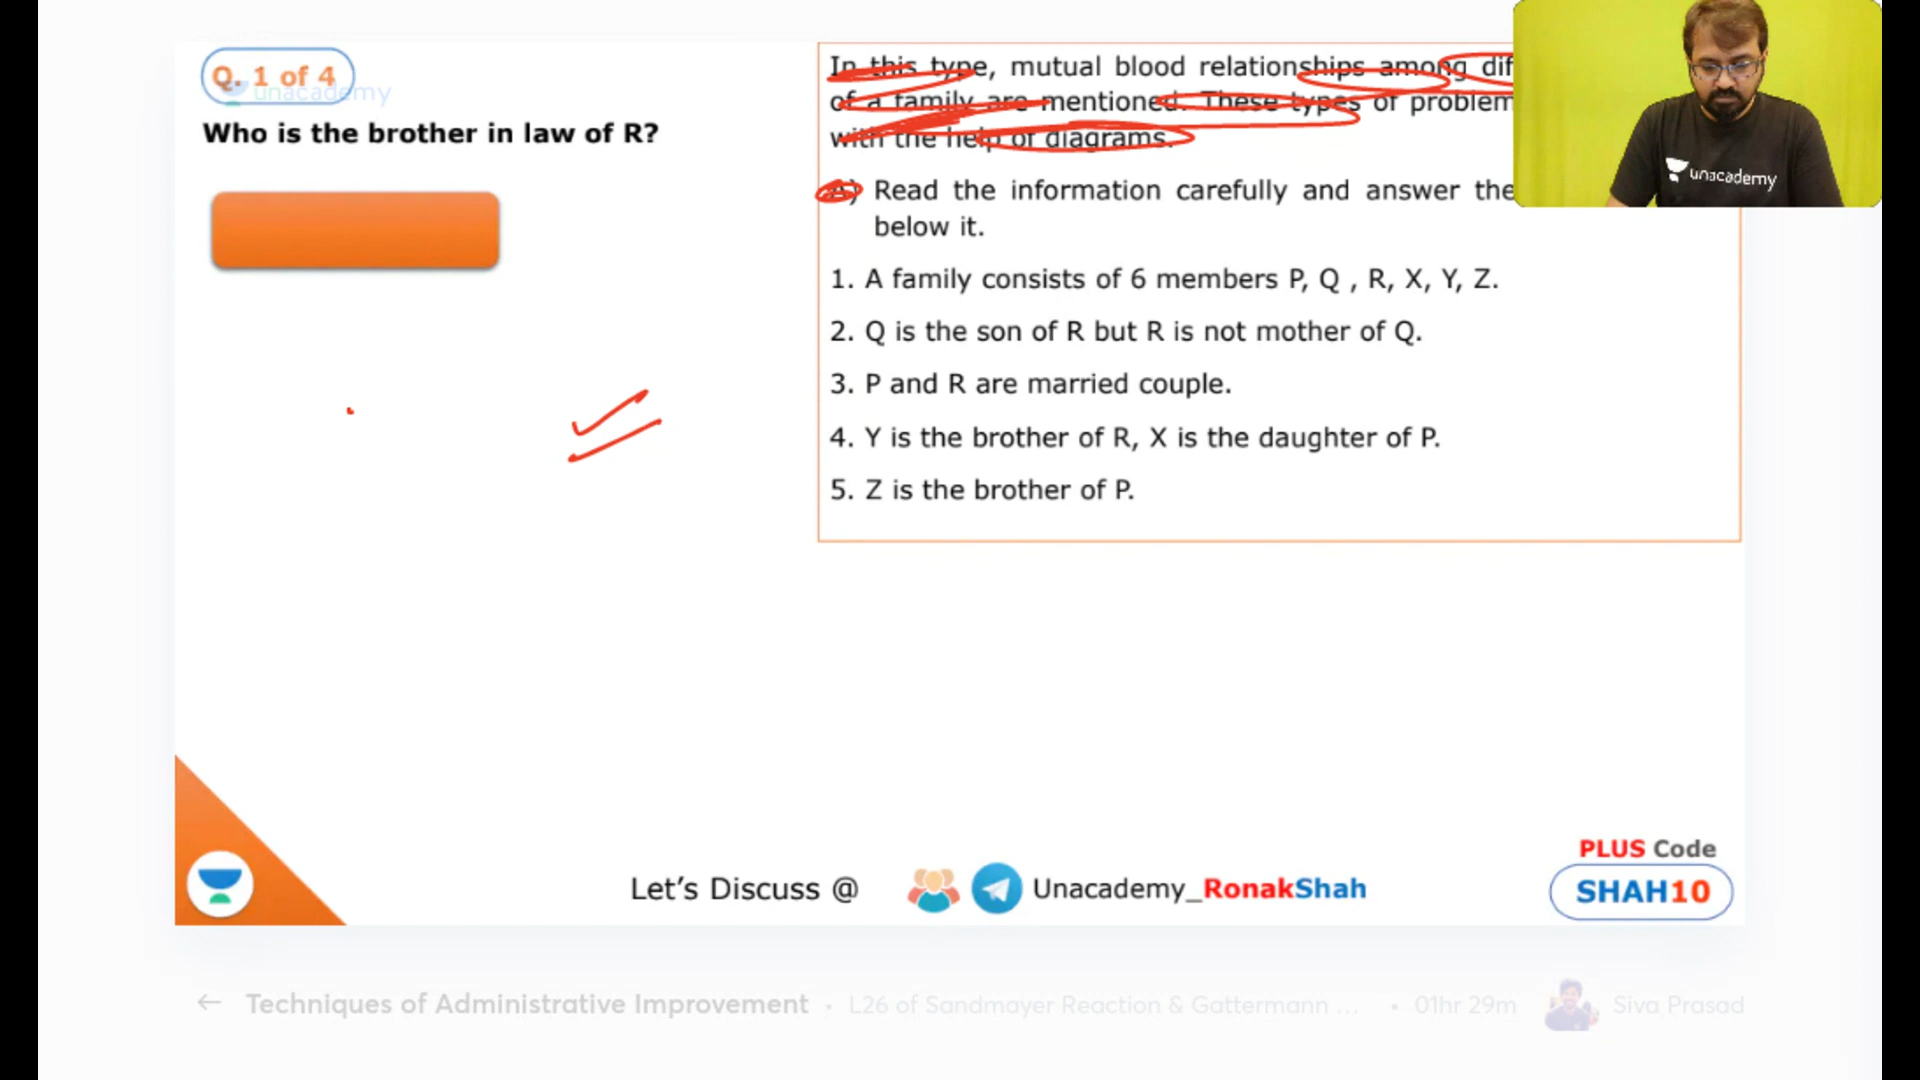 Q. 1 of 4
unacademy
Who is the brother in law of R?
In this type, mutual blood relationships among dif
of a family are mentioned. These types of problem
with the help of diagrams.
A) Read the information carefully and answer the
below it.
1. A family consists of 6 members P, Q , R, X, Y, Z.
2. Q is the son of R but R is not mother of Q.
3. P and R are married couple.
4. Y is the brother of R, X is the daughter of P.
5. Z is the brother of P.
unacademy
Let's Discuss @ Unacademy_RonakShah
PLUS Code
SHAH10
← Techniques of Administrative Improvement • L26 of Sandmayer Reaction & Gattermann ... • 01hr 29m Siva Prasad